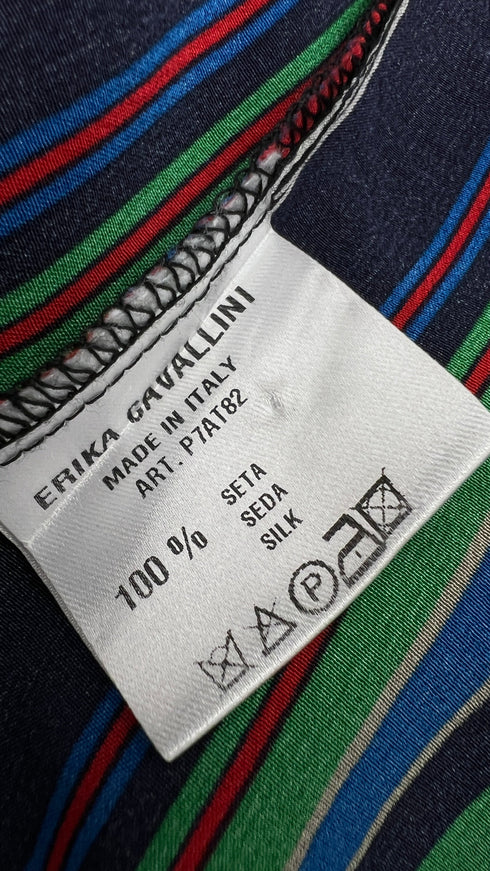 ERIKA CAVALLINI
MADE IN ITALY
ART. P7AT82
100 % SETA
SEDA
SILK
P